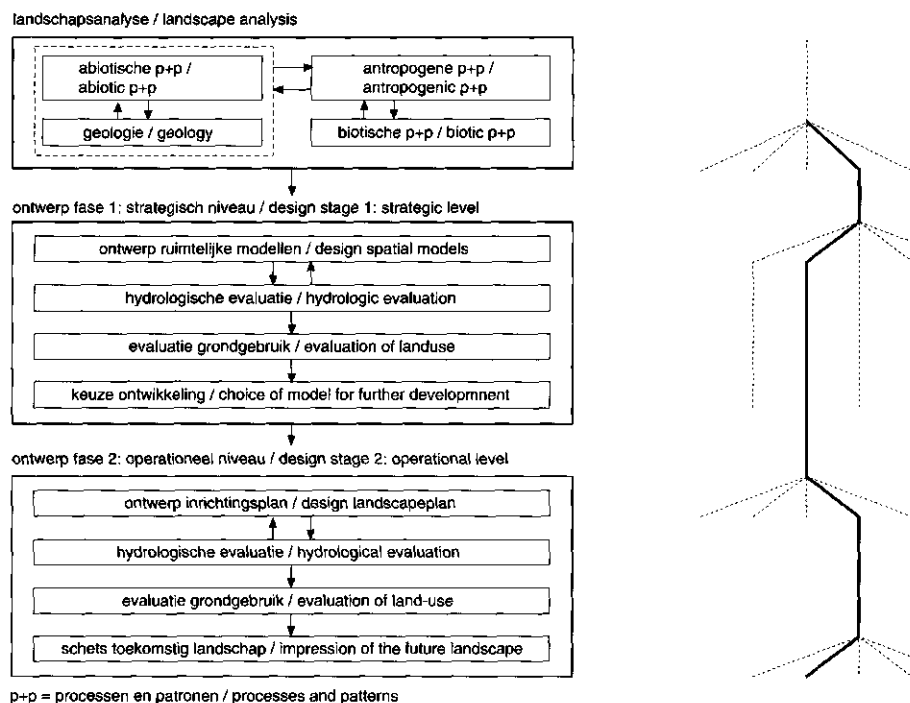 landschapsanalyse / landscape analysis
abiotische p+p /
abiotic p+p
antropogene p+p /
antropogenic p+p
geologie / geology
biotische p+p / biotic p+p
ontwerp fase 1: strategisch niveau / design stage 1: strategic level
ontwerp ruimtelijke modellen / design spatial models
hydrologische evaluatie / hydrologic evaluation
evaluatie grondgebruik / evaluation of landuse
keuze ontwikkeling / choice of model for further developmnent
ontwerp fase 2: operationeel niveau / design stage 2: operational level
ontwerp inrichtingsplan / design landscapeplan
hydrologische evaluatie / hydrological evaluation
evaluatie grondgebruik / evaluation of land-use
schets toekomstig landschap / impression of the future landscape
p+p = processen en patronen / processes and patterns